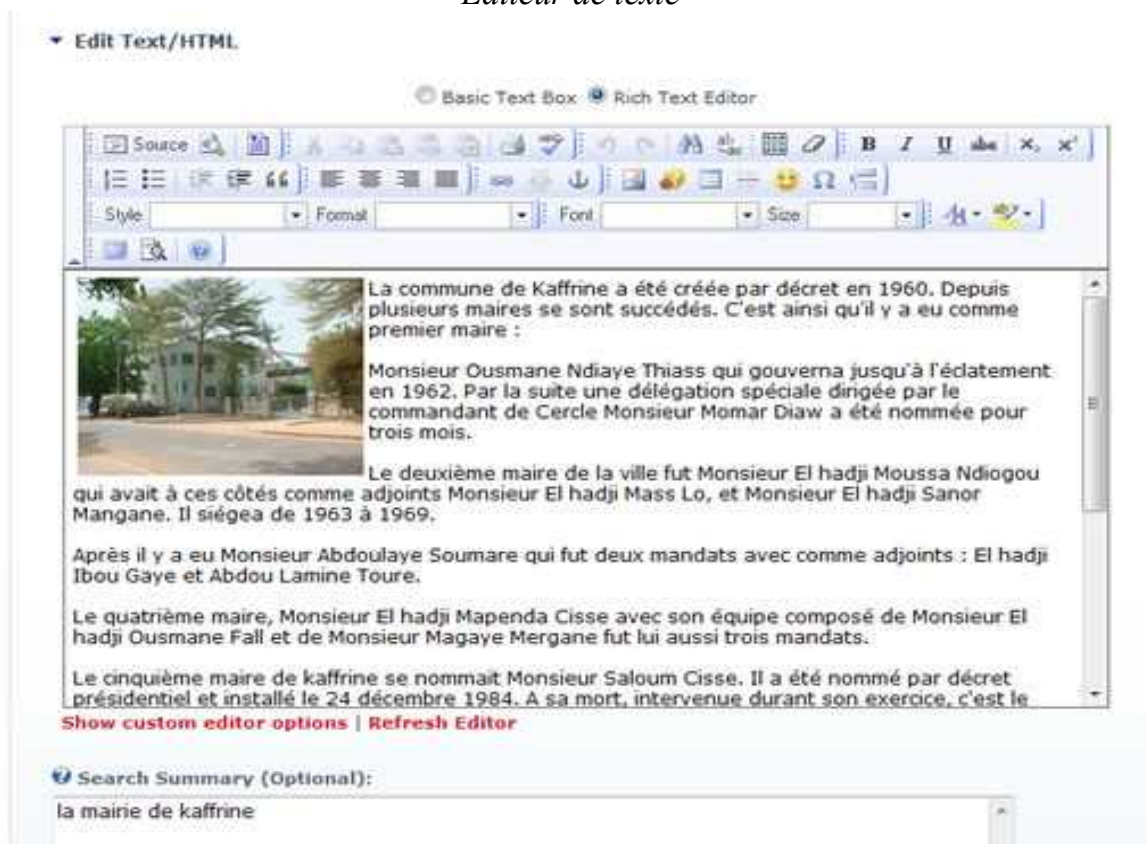 Editeur de texte
Edit Text/HTML
Basic Text Box Rich Text Editor
Source B I U abc x₂ x²
Style Format Font Size
La commune de Kaffrine a été créée par décret en 1960. Depuis
plusieurs maires se sont succédés. C'est ainsi qu'il y a eu comme
premier maire :
Monsieur Ousmane Ndiaye Thiass qui gouverna jusqu'à l'éclatement
en 1962. Par la suite une délégation spéciale dirigée par le
commandant de Cercle Monsieur Momar Diaw a été nommée pour
trois mois.
Le deuxième maire de la ville fut Monsieur El hadji Moussa Ndiogou
qui avait à ces côtés comme adjoints Monsieur El hadji Mass Lo, et Monsieur El hadji Sanor
Mangane. Il siégea de 1963 à 1969.
Après il y a eu Monsieur Abdoulaye Soumare qui fut deux mandats avec comme adjoints : El hadji
Ibou Gaye et Abdou Lamine Toure.
Le quatrième maire, Monsieur El hadji Mapenda Cisse avec son équipe composé de Monsieur El
hadji Ousmane Fall et de Monsieur Magaye Mergane fut lui aussi trois mandats.
Le cinquième maire de kaffrine se nommait Monsieur Saloum Cisse. Il a été nommé par décret
présidentiel et installé le 24 décembre 1984. A sa mort, intervenue durant son exercice, c'est le
Show custom editor options | Refresh Editor
Search Summary (Optional):
la mairie de kaffrine